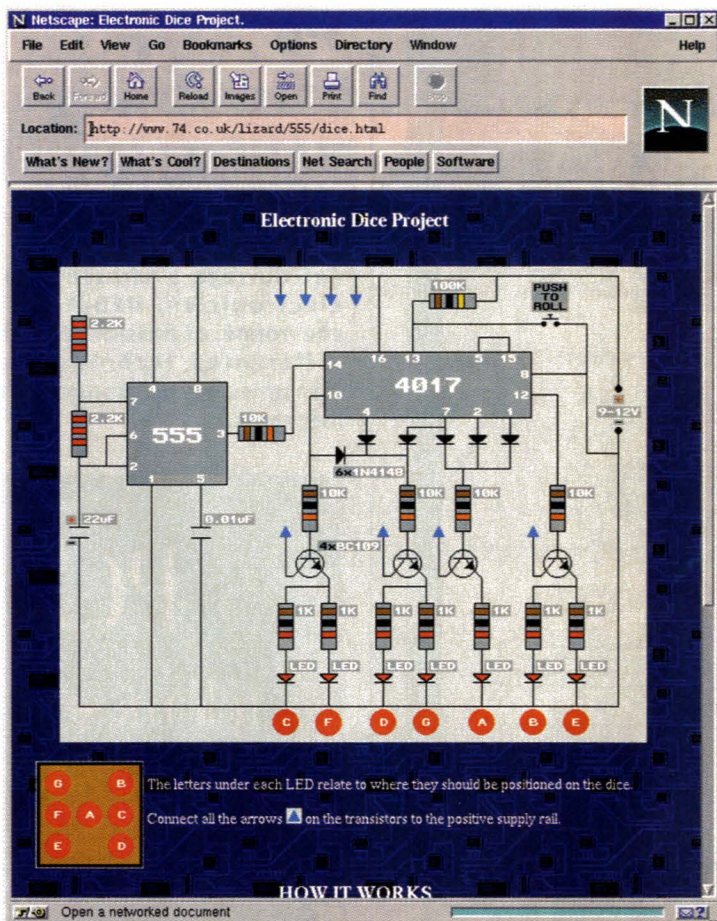 Netscape: Electronic Dice Project.
File Edit View Go Bookmarks Options Directory Window Help
Back Forward Home Reload Images Open Print Find Stop
N
Location: http://www.74.co.uk/lizard/555/dice.html
What's New? What's Cool? Destinations Net Search People Software
Electronic Dice Project
100K
PUSH
TO
ROLL
2.2K
16 13 5 15
14 4017 8
10 12
4 7 2 1
4 8
7
2.2K
6 555 3
2
1 5
10K
9-12V
6x1N4148
22uF
0.01uF
10K 10K 10K 10K
4xBC109
1K 1K 1K 1K 1K 1K 1K
LED LED LED LED LED LED LED
C F D G A B E
G B
F A C
E D
The letters under each LED relate to where they should be positioned on the dice.
Connect all the arrows on the transistors to the positive supply rail.
HOW IT WORKS
Open a networked document